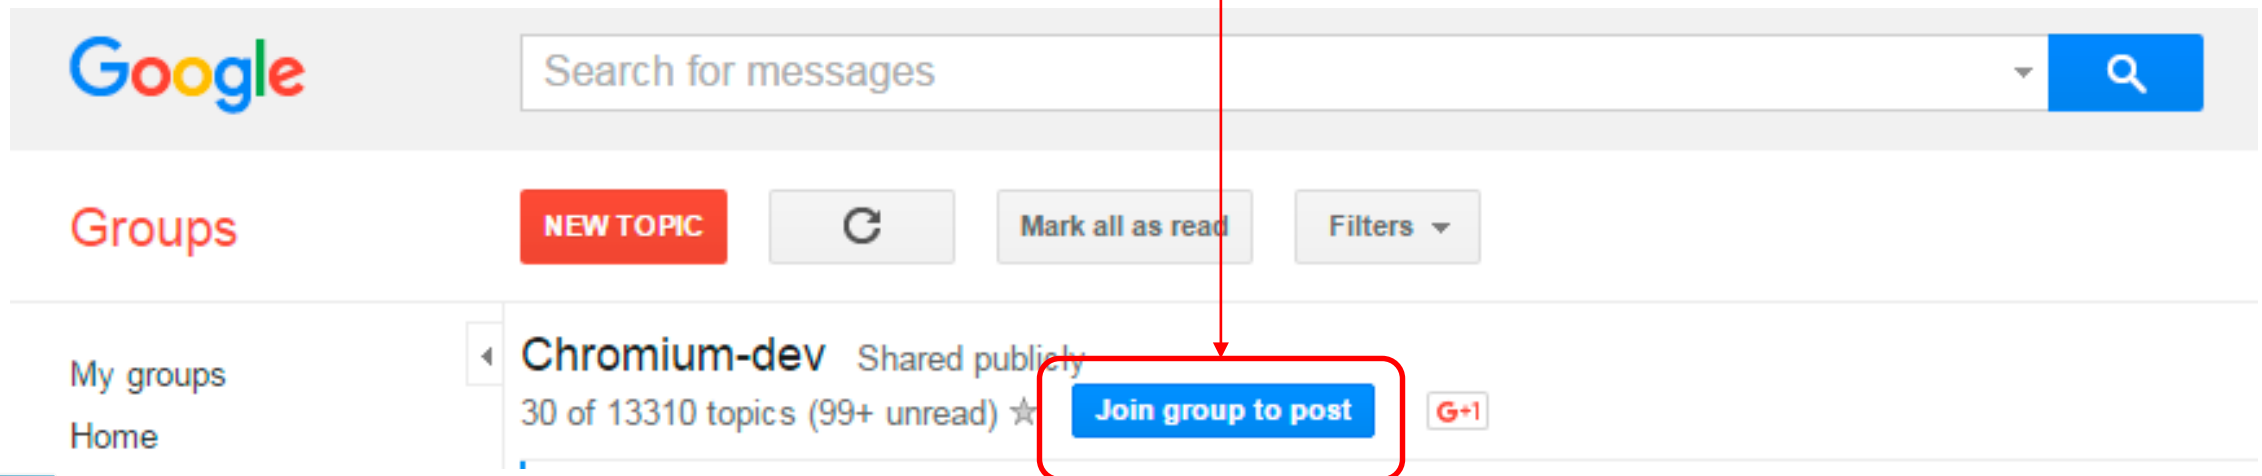 Google
Search for messages
Groups
NEW TOPIC
Mark all as read
Filters
My groups
Home
Chromium-dev Shared publicly
30 of 13310 topics (99+ unread)
Join group to post
G+1